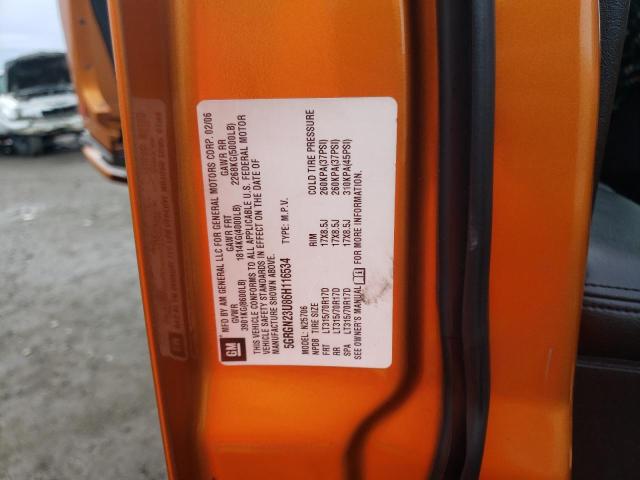 MFD BY AM GENERAL LLC FOR GENERAL MOTORS CORP. 02/06
GVWR GAWR FRT GAWR RR
3901KG(8600LB) 1814KG(4000LB) 2268KG(5000LB)
THIS VEHICLE CONFORMS TO ALL APPLICABLE U.S. FEDERAL MOTOR
VEHICLE SAFETY STANDARDS IN EFFECT ON THE DATE OF
MANUFACTURE SHOWN ABOVE.
GM
5GRGN23U86H116534 TYPE: M.P.V.
MODEL: N25706
NPDB TIRE SIZE RIM COLD TIRE PRESSURE
FRT LT315/70R17D 17X8.5J 260KPA(37PSI)
RR LT315/70R17D 17X8.5J 260KPA(37PSI)
SPA LT315/70R17D 17X8.5J 310KPA(45PSI)
SEE OWNER'S MANUAL FOR MORE INFORMATION.